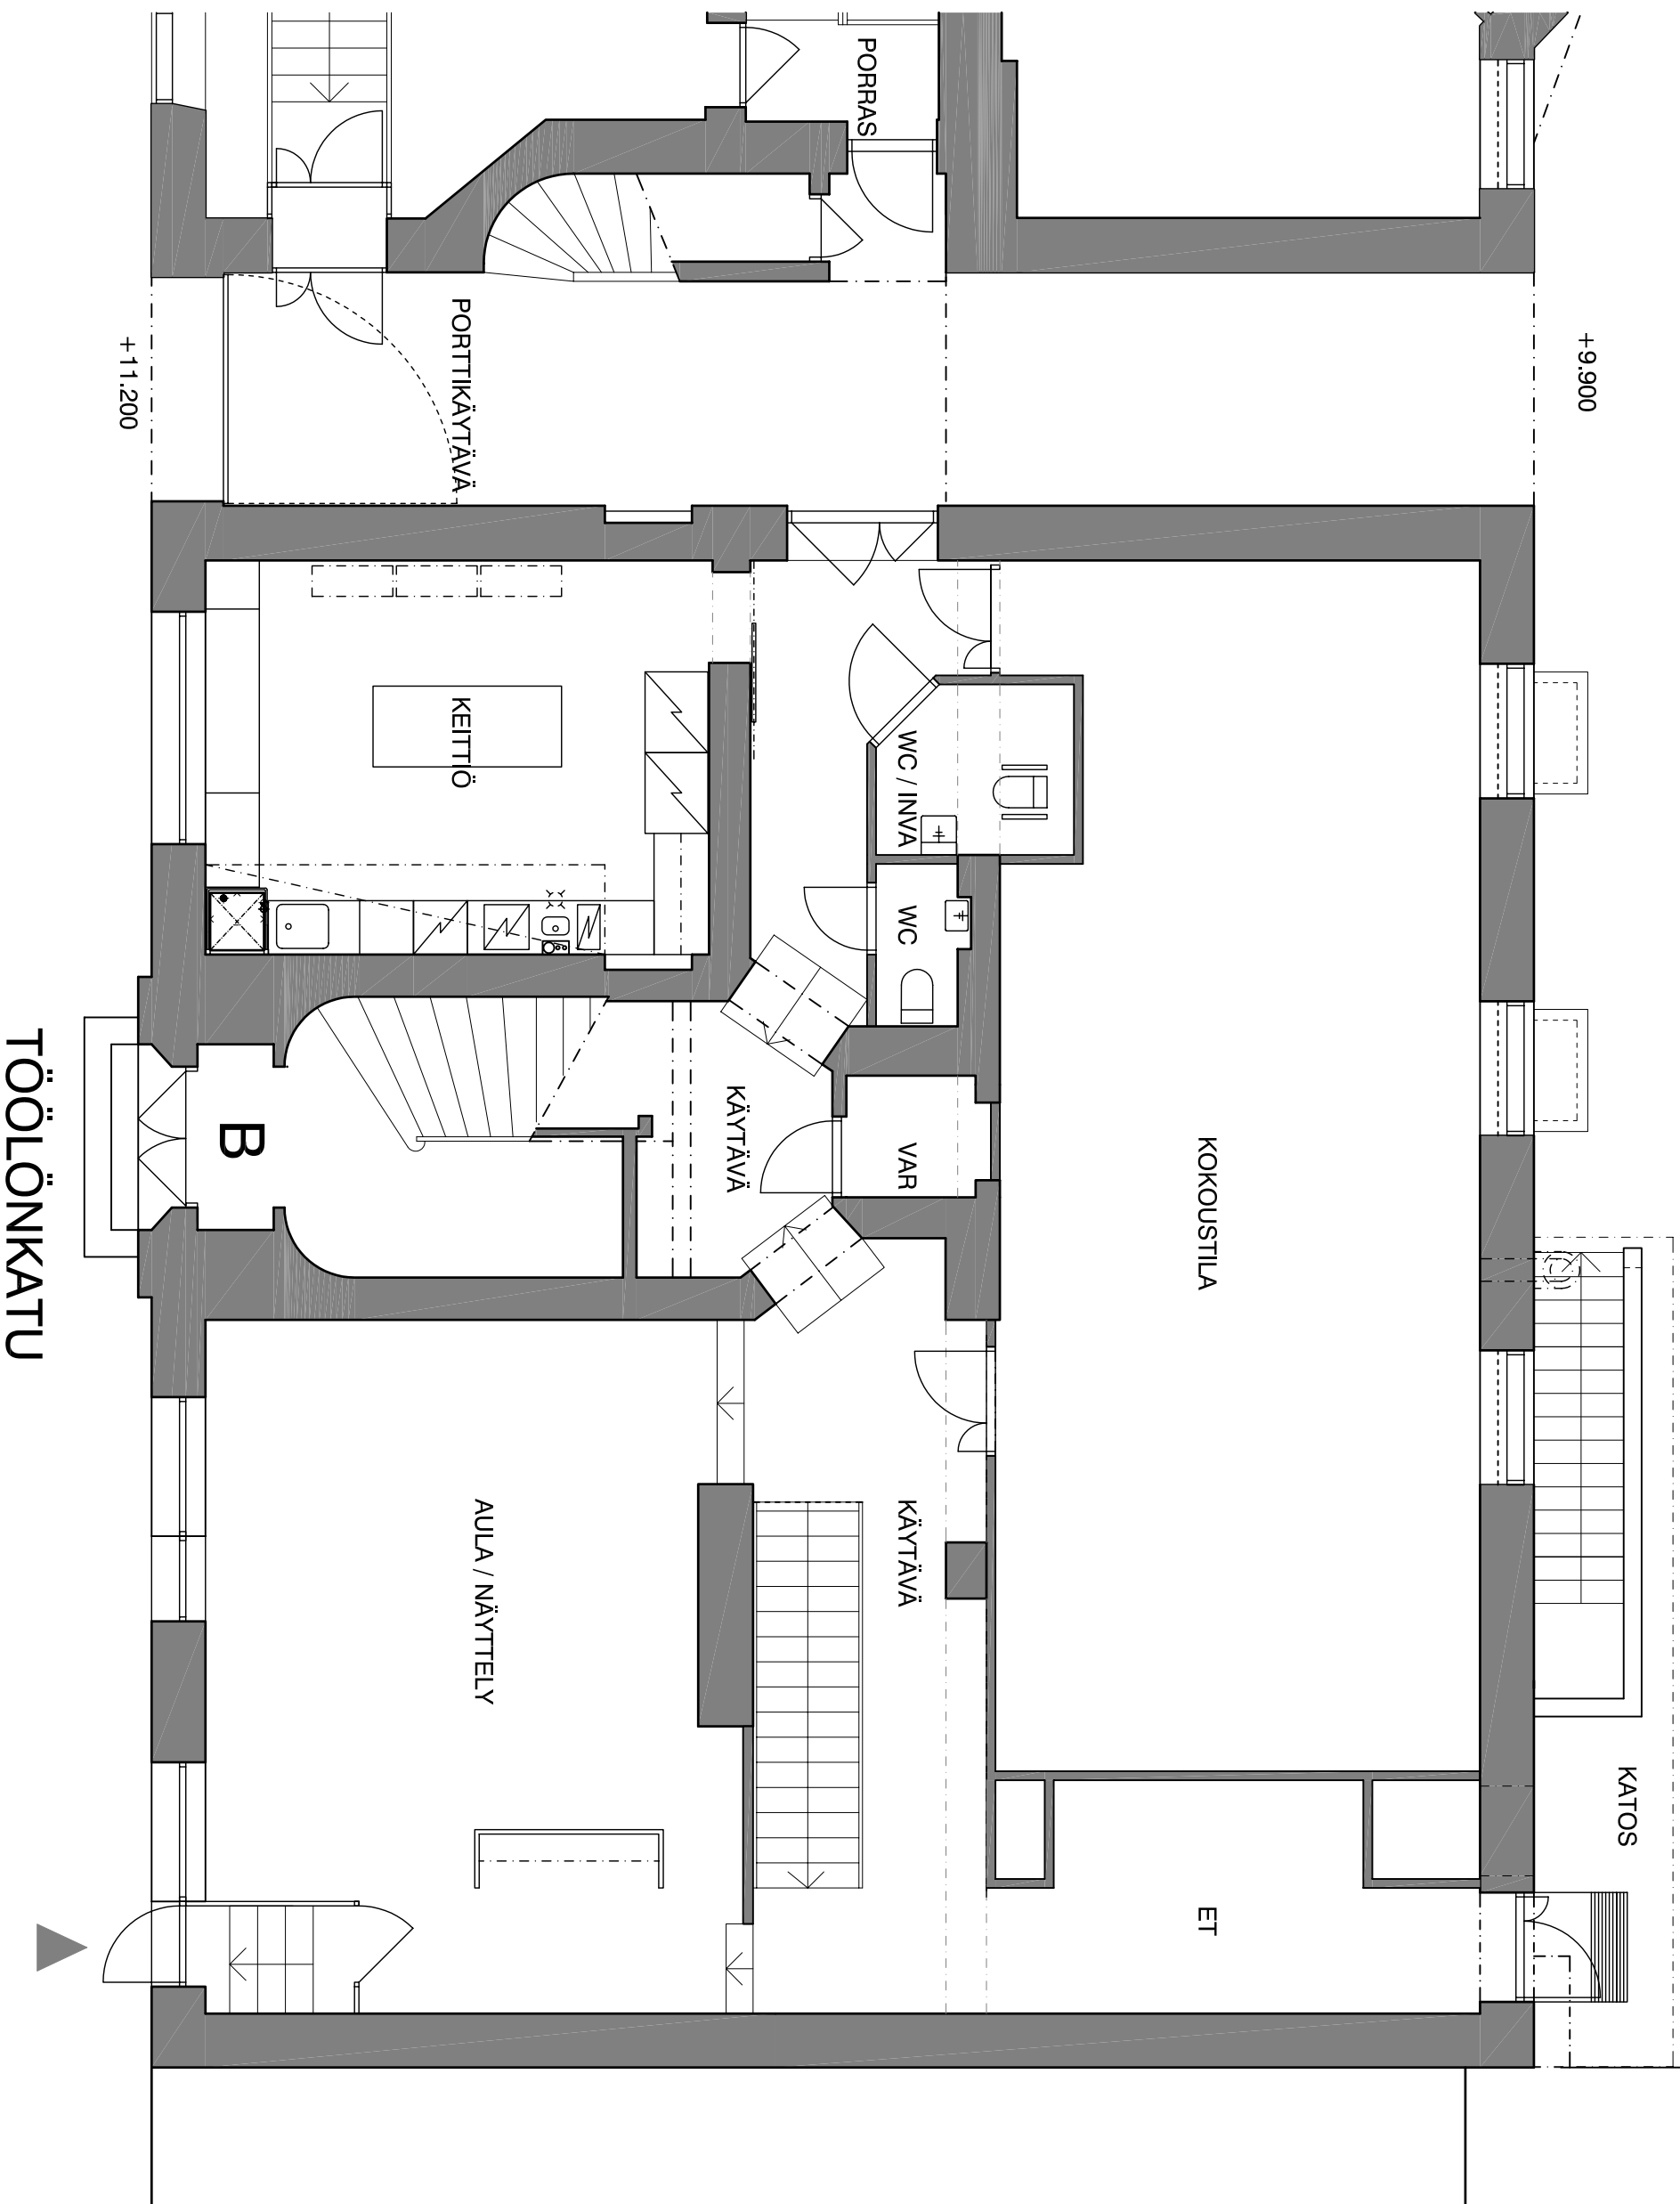 +9.900
KATOS
KOKOUSTILA
ET
PORRAS
WC / INVA
WC
VAR
KÄYTÄVÄ
KÄYTÄVÄ
PORTTIKÄYTÄVÄ
KEITTIÖ
AULA / NÄYTTELY
B
+11.200
TÖÖLÖNKATU